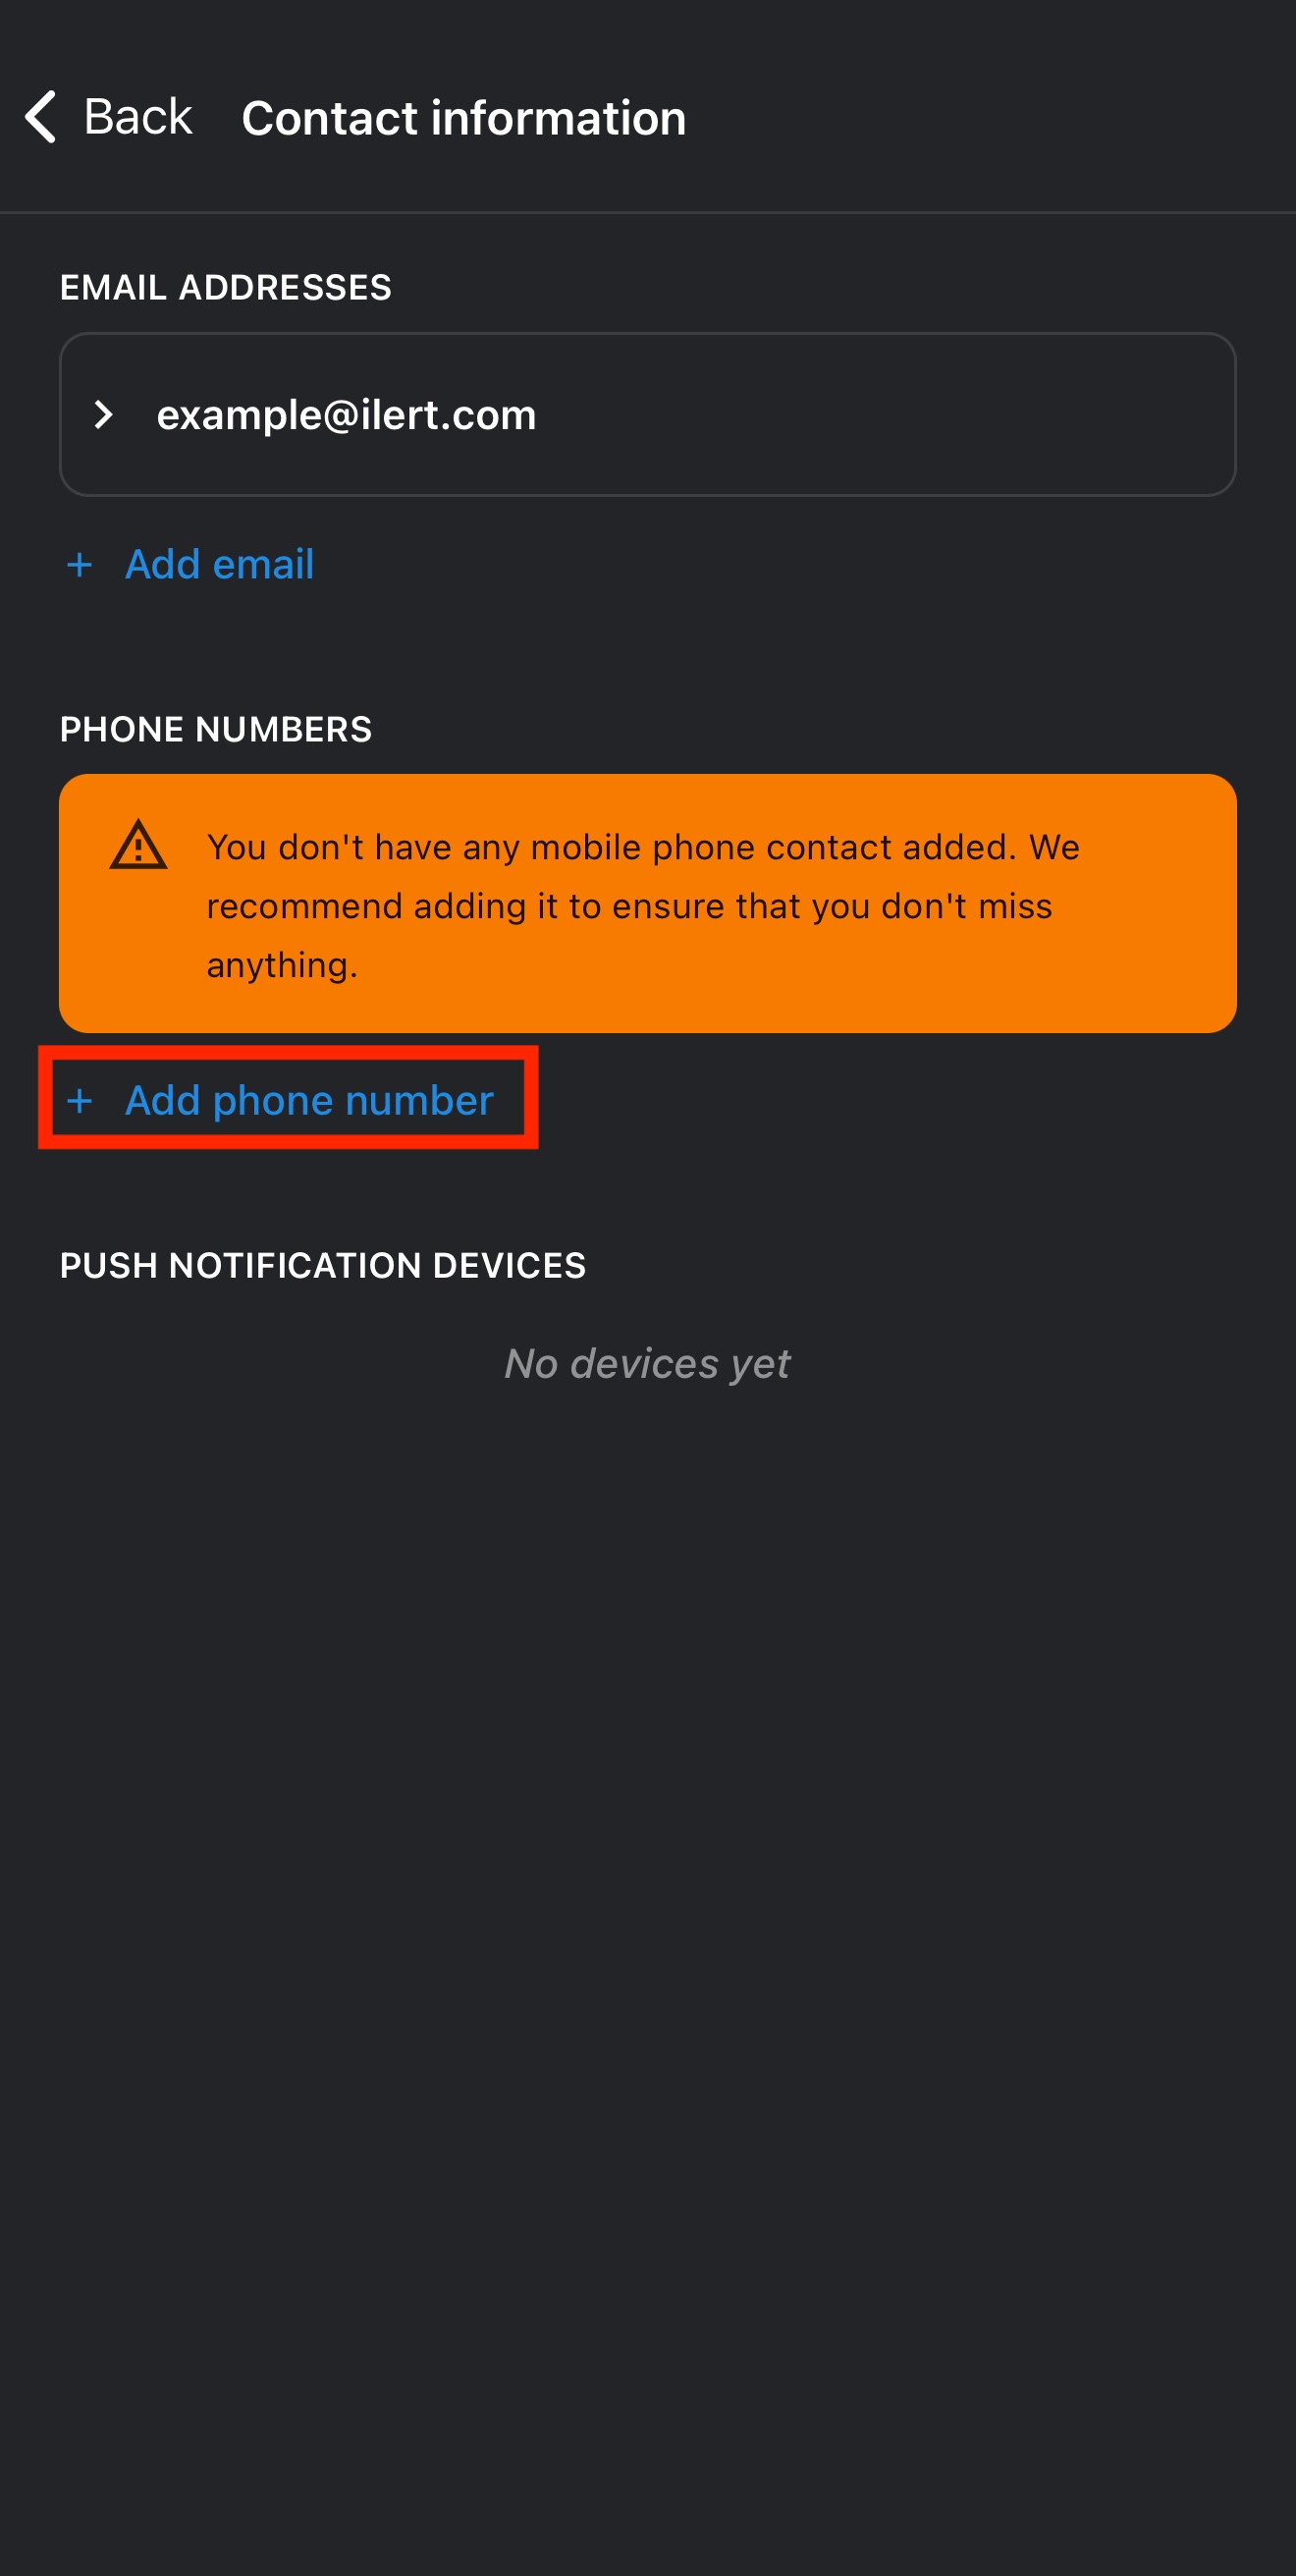 Back Contact information
EMAIL ADDRESSES
example@ilert.com
+ Add email
PHONE NUMBERS
You don't have any mobile phone contact added. We
recommend adding it to ensure that you don't miss
anything.
+ Add phone number
PUSH NOTIFICATION DEVICES
No devices yet